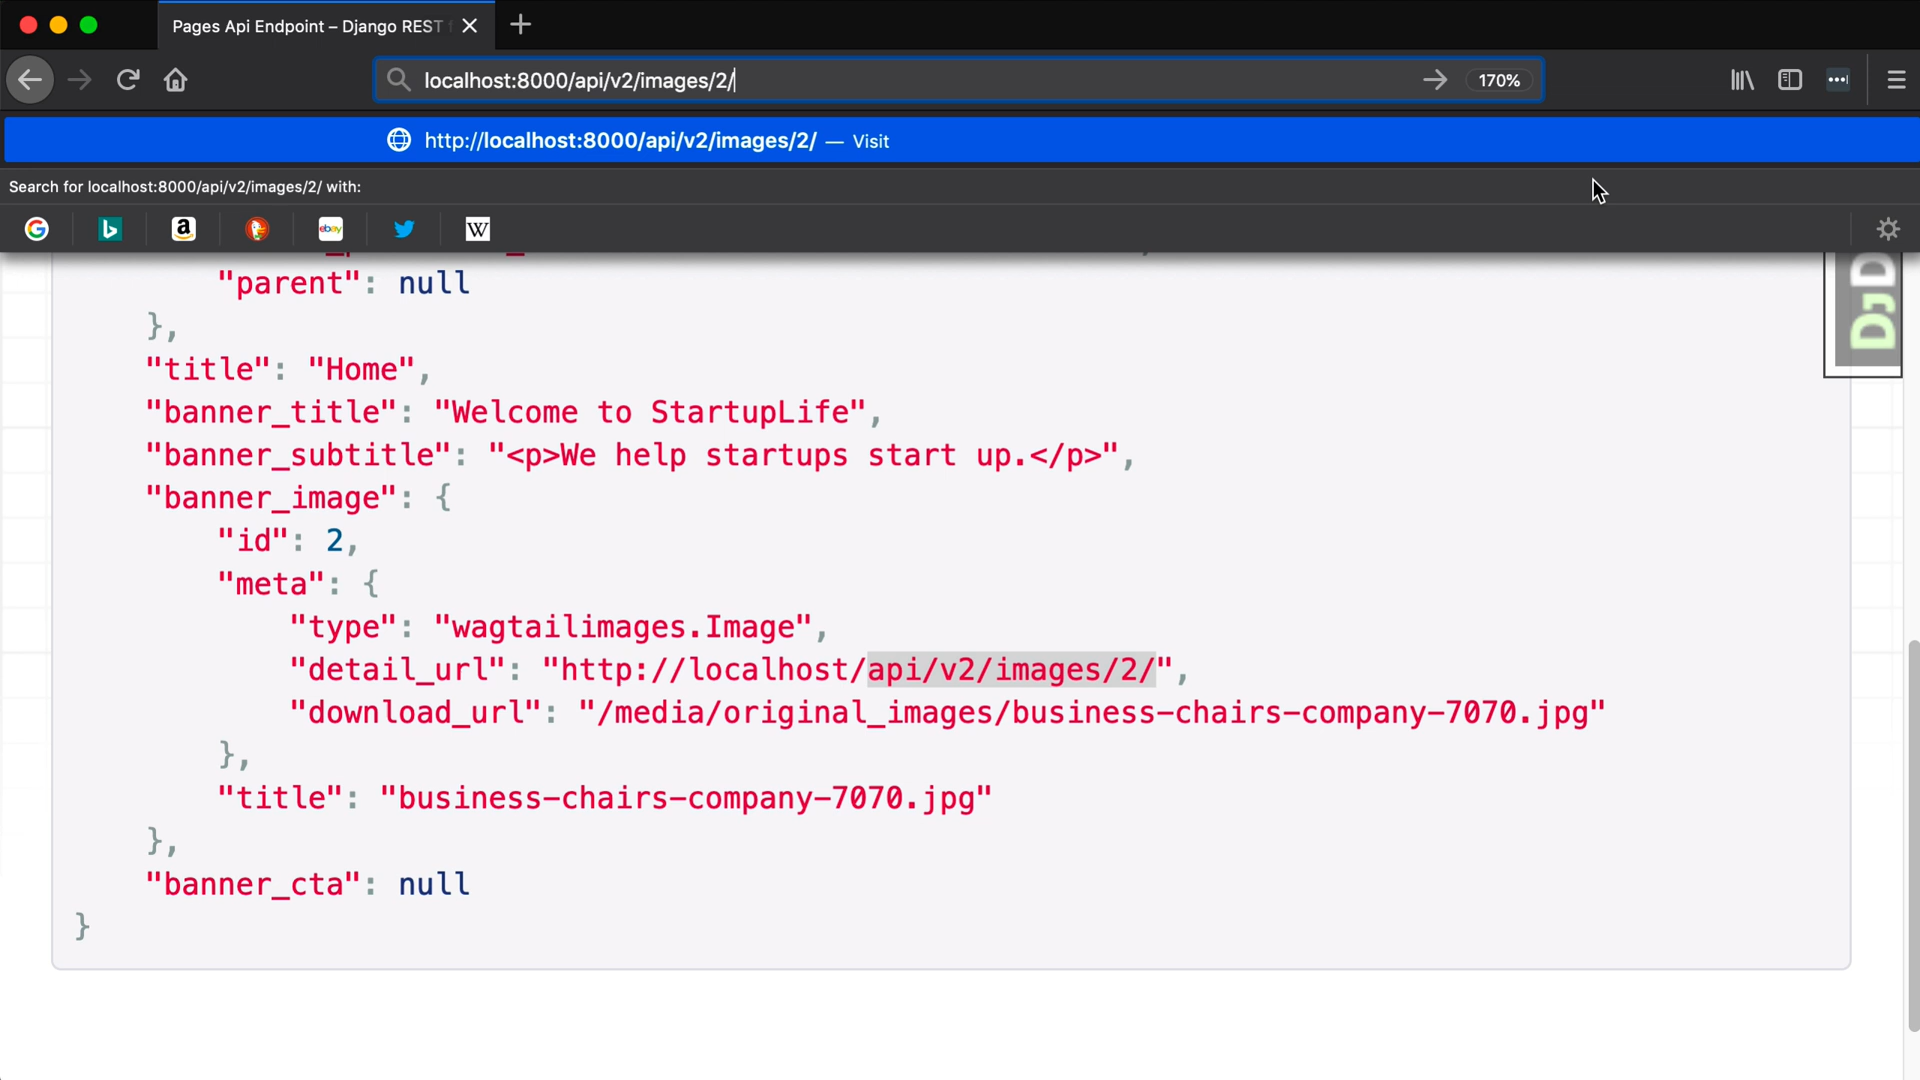 Pages Api Endpoint – Django REST
localhost:8000/api/v2/images/2/
170%
http://localhost:8000/api/v2/images/2/ — Visit
Search for localhost:8000/api/v2/images/2/ with:
"parent": null
},
"title": "Home",
"banner_title": "Welcome to StartupLife",
"banner_subtitle": "<p>We help startups start up.</p>",
"banner_image": {
"id": 2,
"meta": {
"type": "wagtailimages.Image",
"detail_url": "http://localhost/api/v2/images/2/",
"download_url": "/media/original_images/business-chairs-company-7070.jpg"
},
"title": "business-chairs-company-7070.jpg"
},
"banner_cta": null
}
G
b
a
ebay
W
DJD